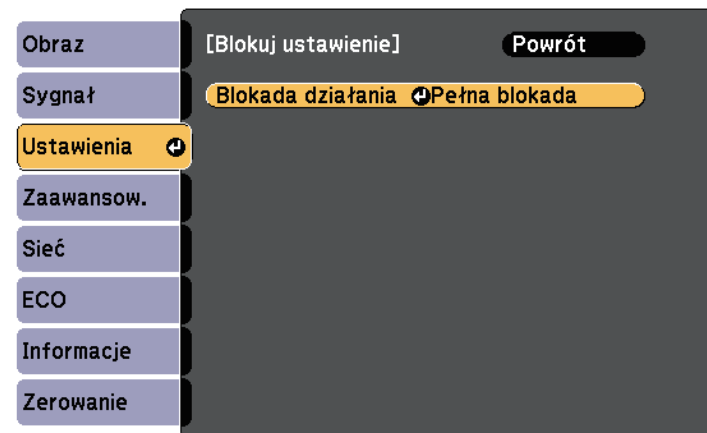 Obraz
Sygnał
Ustawienia
Zaawansow.
Sieć
ECO
Informacje
Zerowanie
[Blokuj ustawienie] Powrót
Blokada działania Pełna blokada